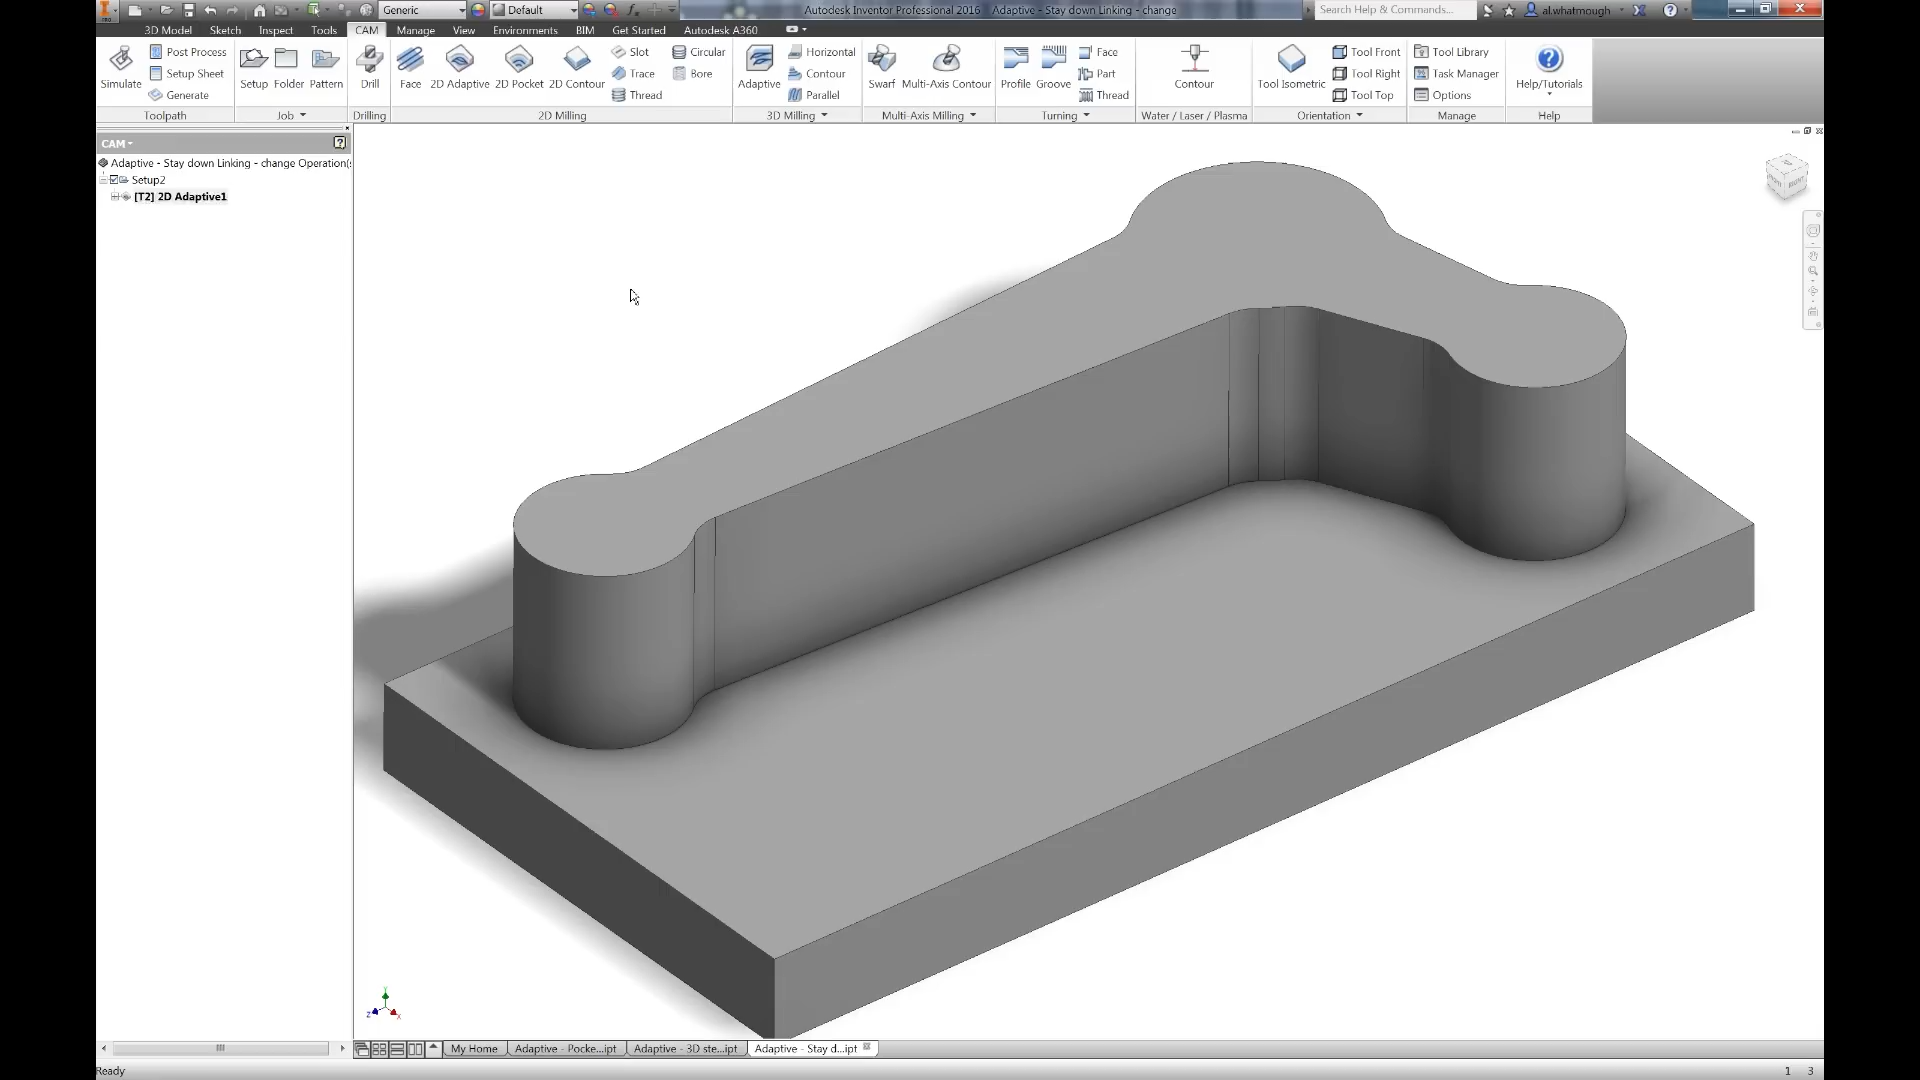 Generic
Default
Autodesk Inventor Professional 2016 Adaptive - Stay down Linking - change
Search Help & Commands...
al.whatmough
PRO
3D Model Sketch Inspect Tools CAM Manage View Environments BIM Get Started Autodesk A360
Simulate
Post Process
Setup Sheet
Generate
Toolpath
Setup Folder Pattern
Job
Drill
Drilling
Face 2D Adaptive 2D Pocket 2D Contour
Slot
Trace
Thread
Circular
Bore
2D Milling
Adaptive
Horizontal
Contour
Parallel
3D Milling
Swarf Multi-Axis Contour
Multi-Axis Milling
Profile Groove
Face
Part
Thread
Turning
Contour
Water / Laser / Plasma
Tool Isometric
Tool Front
Tool Right
Tool Top
Orientation
Tool Library
Task Manager
Options
Manage
Help/Tutorials
Help
CAM
Adaptive - Stay down Linking - change Operation(s
Setup2
[T2] 2D Adaptive1
My Home
Adaptive - Pocke...ipt
Adaptive - 3D ste...ipt
Adaptive - Stay d...ipt
Ready
1 3